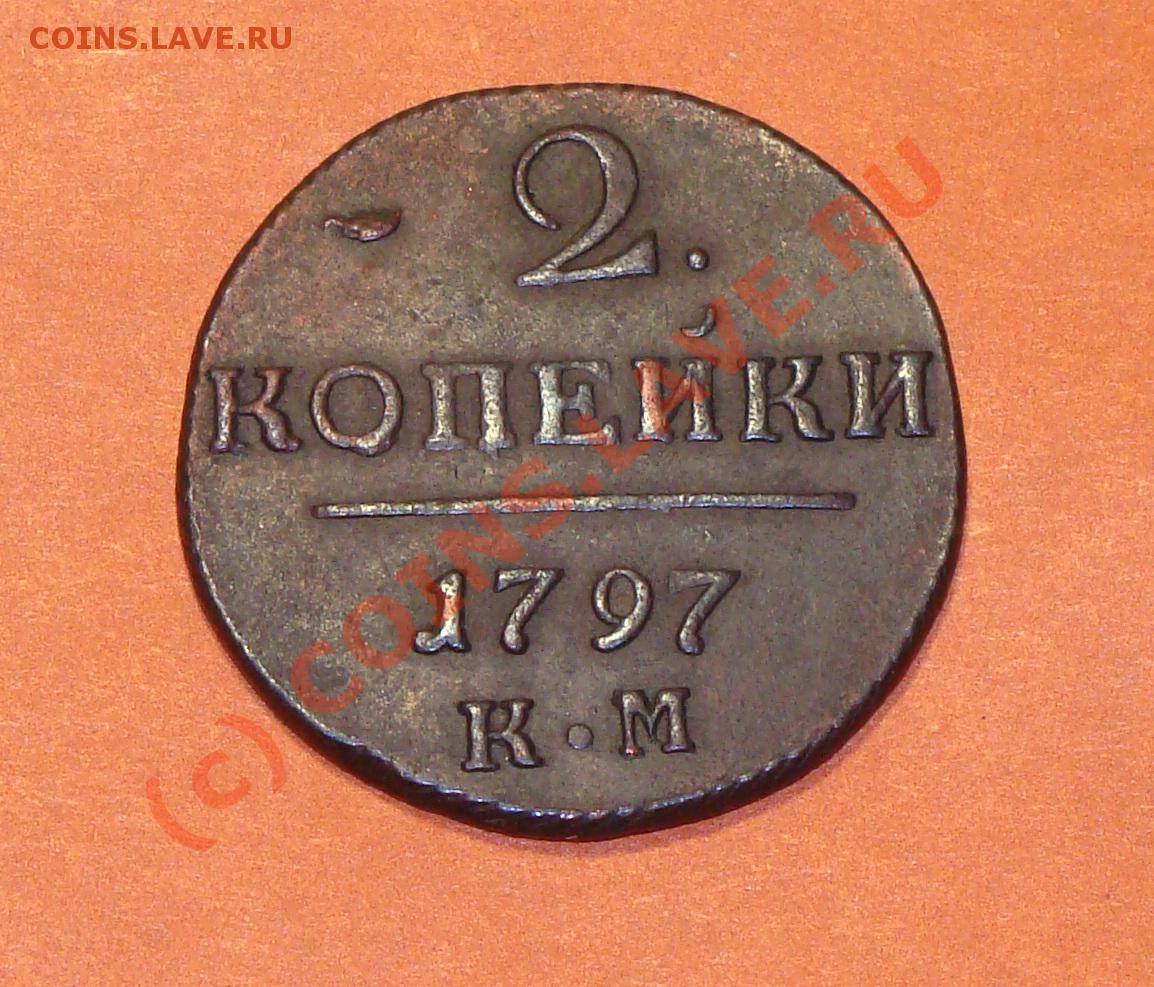 COINS.LAVE.RU
2.
КОПЕЙКИ
1797
К·М
(c) COINS.LAVE.RU